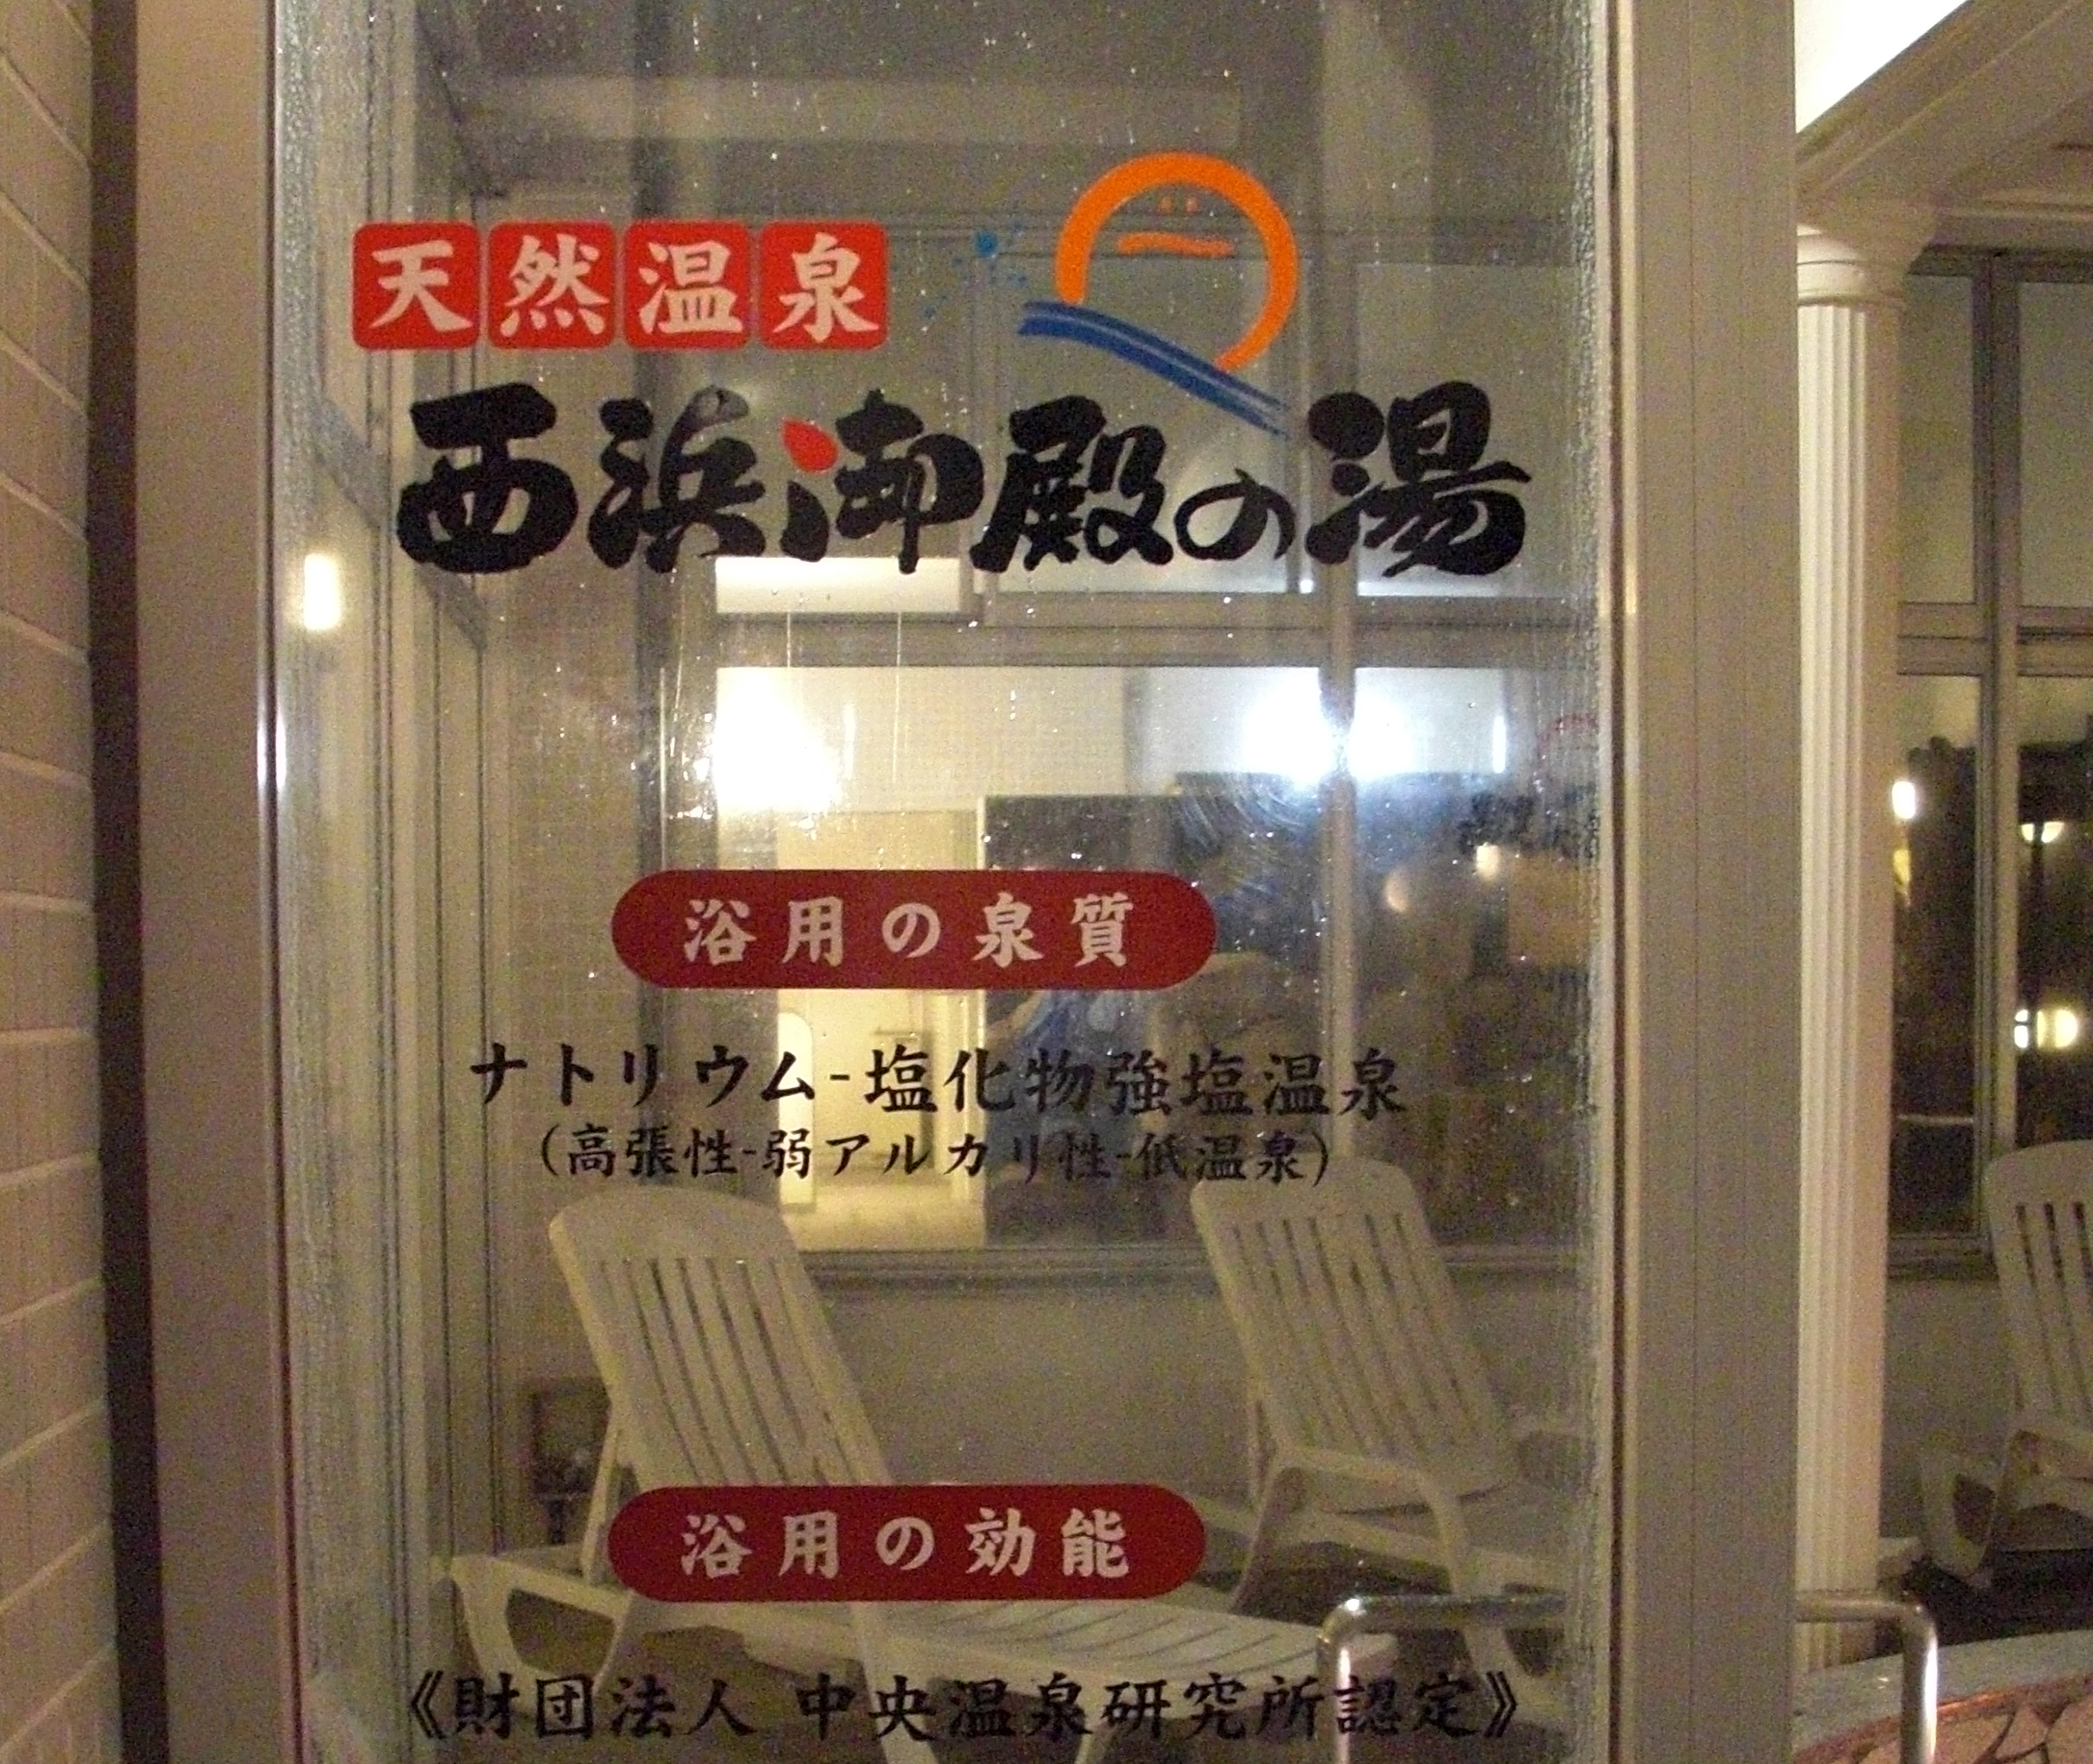 天然温泉
西浜御殿の湯
浴用の泉質
ナトリウム-塩化物強塩温泉
(高張性-弱アルカリ性-低温泉)
浴用の効能
《財団法人 中央温泉研究所認定》